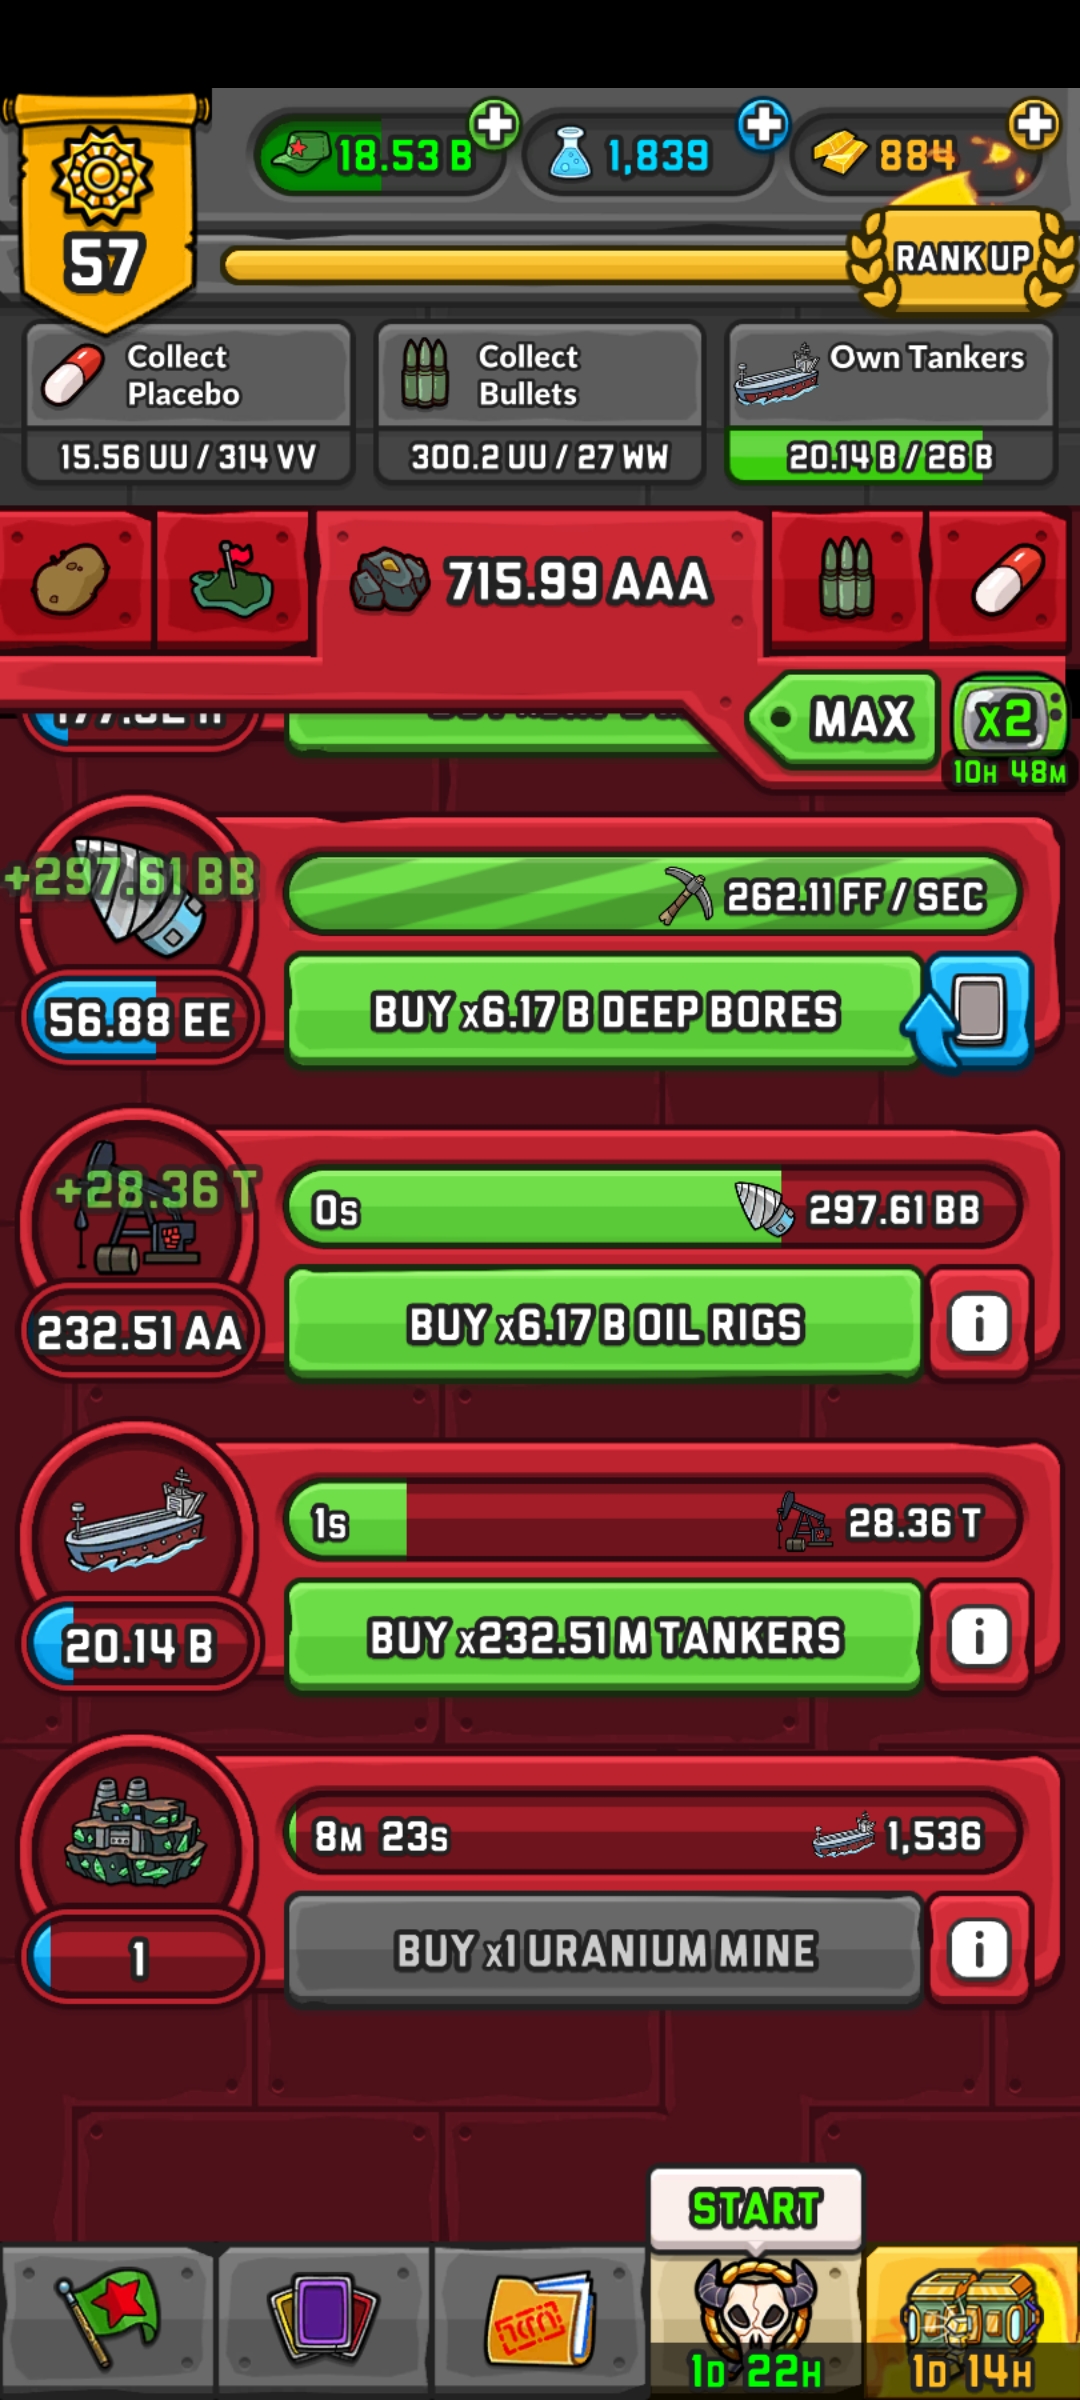 18.53 B
1,839
884
57
RANK UP
Collect
Placebo
15.56 UU / 314 VV
Collect
Bullets
300.2 UU / 27 WW
Own Tankers
20.14 B / 26 B
715.99 AAA
MAX
x2
10H 48M
+297.61 BB
262.11 FF / SEC
56.88 EE
BUY x6.17 B DEEP BORES
+28.36 T
0s
297.61 BB
232.51 AA
BUY x6.17 B OIL RIGS
i
1s
28.36 T
20.14 B
BUY x232.51 M TANKERS
i
8M 23s
1,536
1
BUY x1 URANIUM MINE
i
START
1D 22H
1D 14H